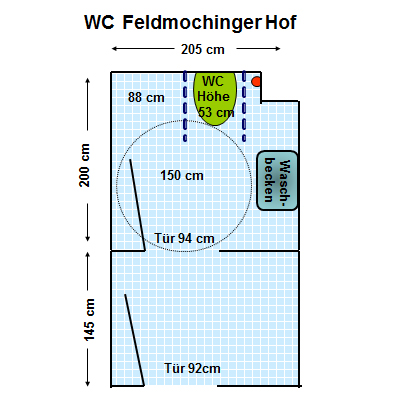 WC Feldmochinger Hof
205 cm
WC
Höhe
53 cm
88 cm
200 cm
150 cm
Wasch-
becken
Tür 94 cm
145 cm
Tür 92cm